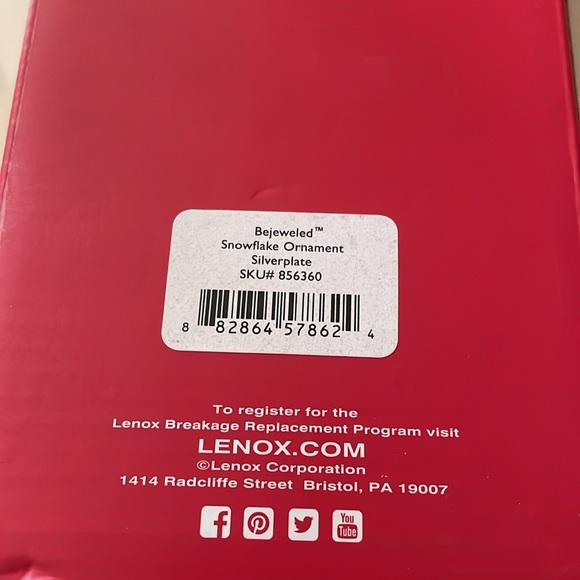 Bejeweled™
Snowflake Ornament
Silverplate
SKU# 856360
8 82864 57862 4
To register for the
Lenox Breakage Replacement Program visit
LENOX.COM
©Lenox Corporation
1414 Radcliffe Street Bristol, PA 19007
You Tube